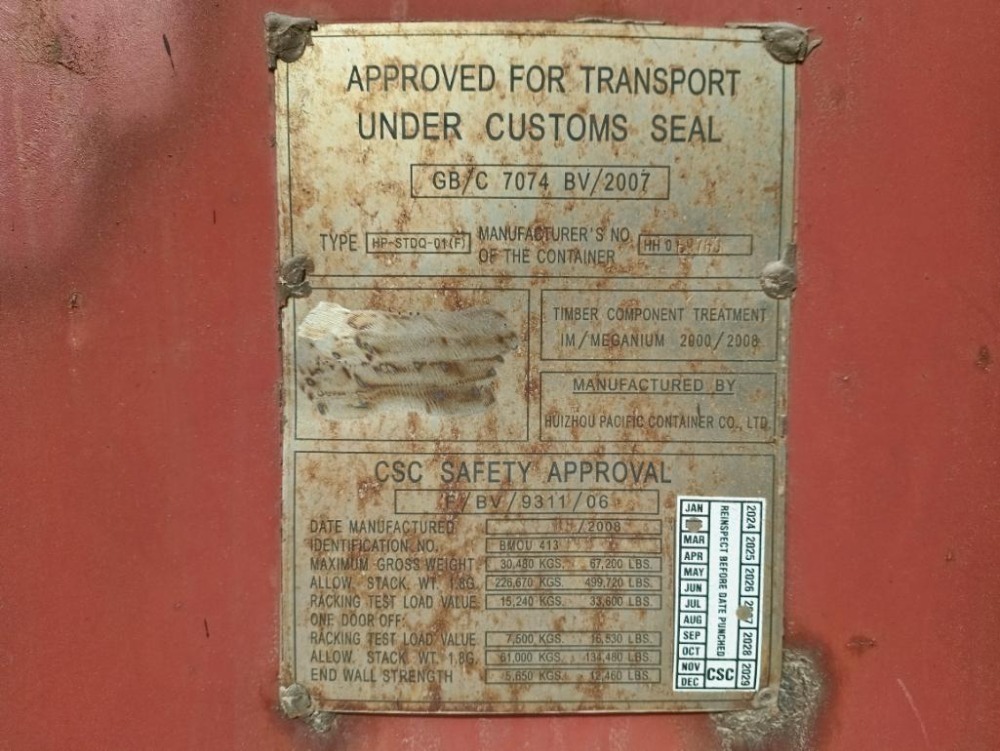 APPROVED FOR TRANSPORT
UNDER CUSTOMS SEAL
GB/C 7074 BV/2007
TYPE HP-STDQ-01(F) MANUFACTURER'S NO.
OF THE CONTAINER HH 01
TIMBER COMPONENT TREATMENT
IM/MEGANIUM 2000/2008
MANUFACTURED BY
HUIZHOU PACIFIC CONTAINER CO., LTD.
CSC SAFETY APPROVAL
F/BV/9311/06
DATE MANUFACTURED /2008
IDENTIFICATION NO. BMOU 413
MAXIMUM GROSS WEIGHT 30,480 KGS. 67,200 LBS.
ALLOW. STACK. WT. 1.8G. 226,670 KGS. 499,720 LBS.
RACKING TEST LOAD VALUE 15,240 KGS. 33,600 LBS.
ONE DOOR OFF:
RACKING TEST LOAD VALUE 7,500 KGS. 16,530 LBS.
ALLOW. STACK. WT. 1.8G. 61,000 KGS. 134,480 LBS.
END WALL STRENGTH 5,650 KGS. 12,460 LBS.
JAN
MAR
APR
MAY
JUN
JUL
AUG
SEP
OCT
NOV
DEC
REINSPECT BEFORE DATE PUNCHED
CSC
2024 2025 2026 2028 2029